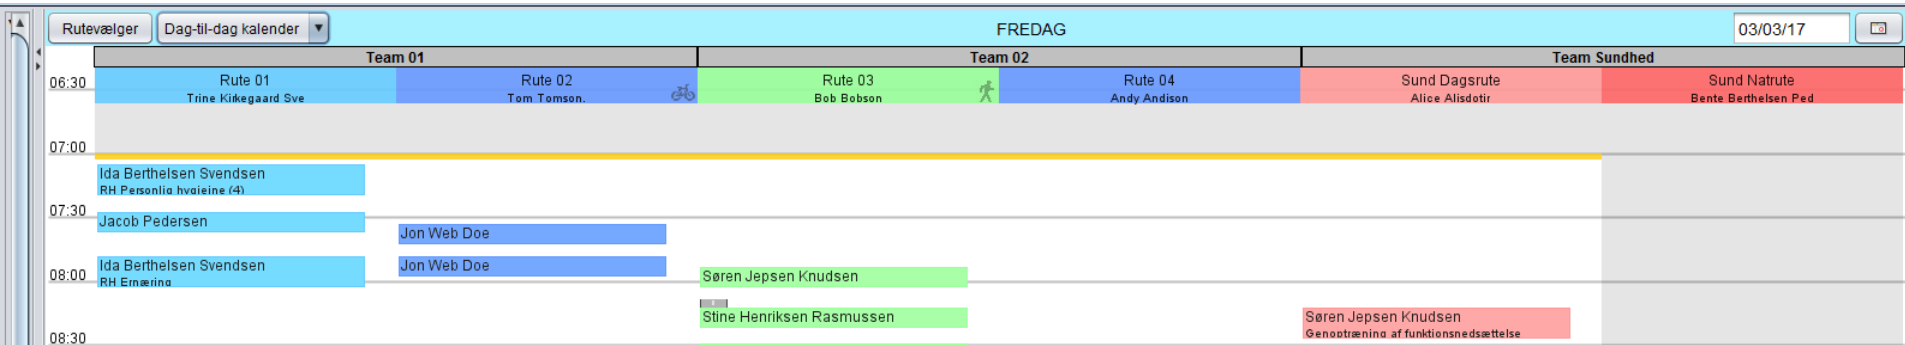 Rutevælger Dag-til-dag kalender FREDAG 03/03/17
Team 01 Team 02 Team Sundhed
06:30 Rute 01 Rute 02 Rute 03 Rute 04 Sund Dagsrute Sund Natrute
Trine Kirkegaard Sve Tom Tomson. Bob Bobson Andy Andison Alice Alisdotir Bente Berthelsen Ped
07:00
Ida Berthelsen Svendsen
RH Personlig hygiejne (4)
07:30
Jacob Pedersen
Jon Web Doe
Ida Berthelsen Svendsen Jon Web Doe
08:00 RH Ernæring Søren Jepsen Knudsen
Stine Henriksen Rasmussen Søren Jepsen Knudsen
Genoptræning af funktionsnedsættelse
08:30